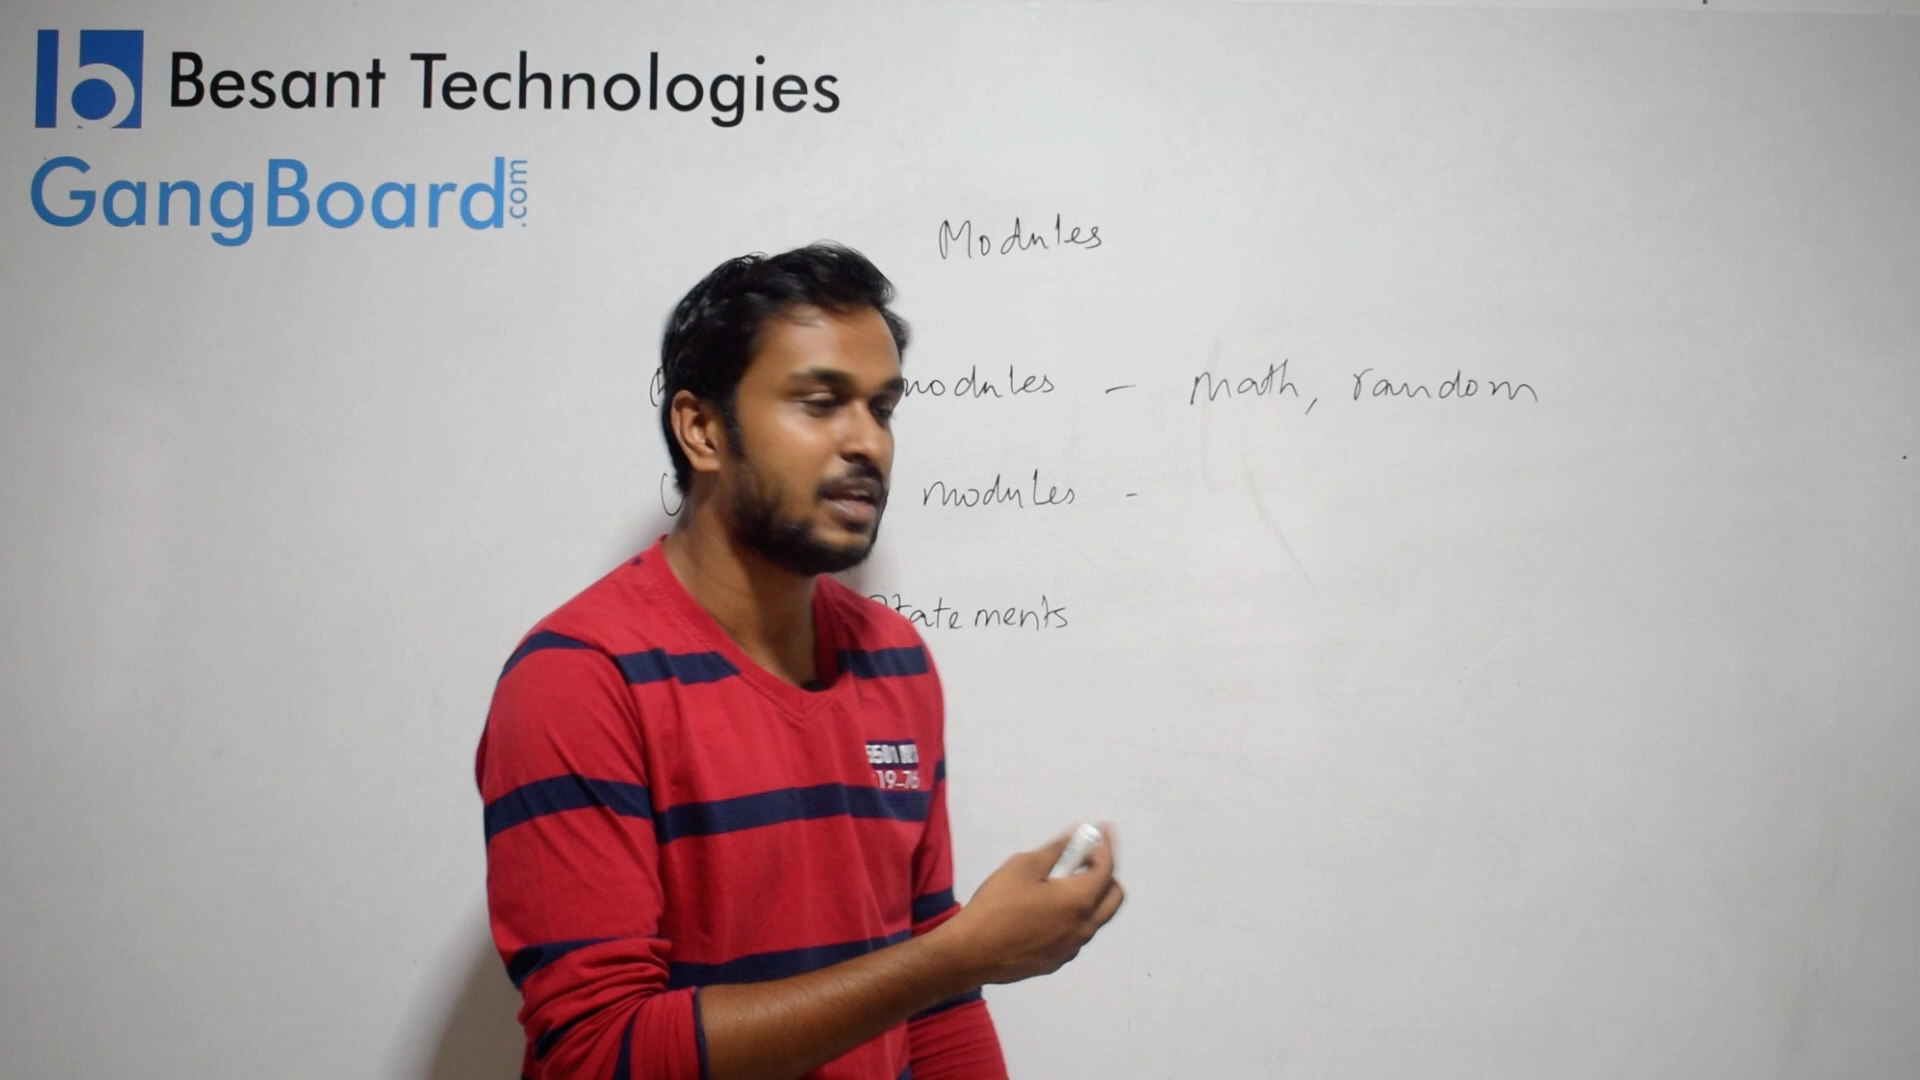 Besant Technologies
GangBoard.com
Modules
modules - math, random
modules -
Statements
19-76